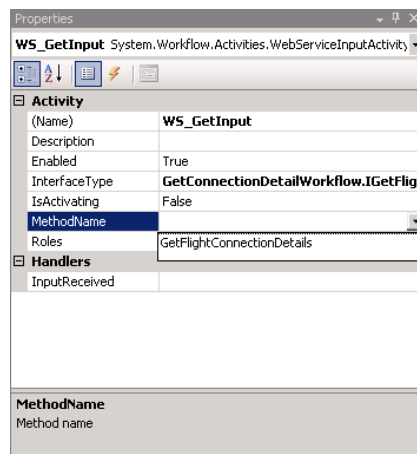 Properties
WS_GetInput System.Workflow.Activities.WebServiceInputActivity
Activity
(Name) WS_GetInput
Description
Enabled True
InterfaceType GetConnectionDetailWorkflow.IGetFlig
IsActivating False
MethodName
Roles GetFlightConnectionDetails
Handlers
InputReceived
MethodName
Method name